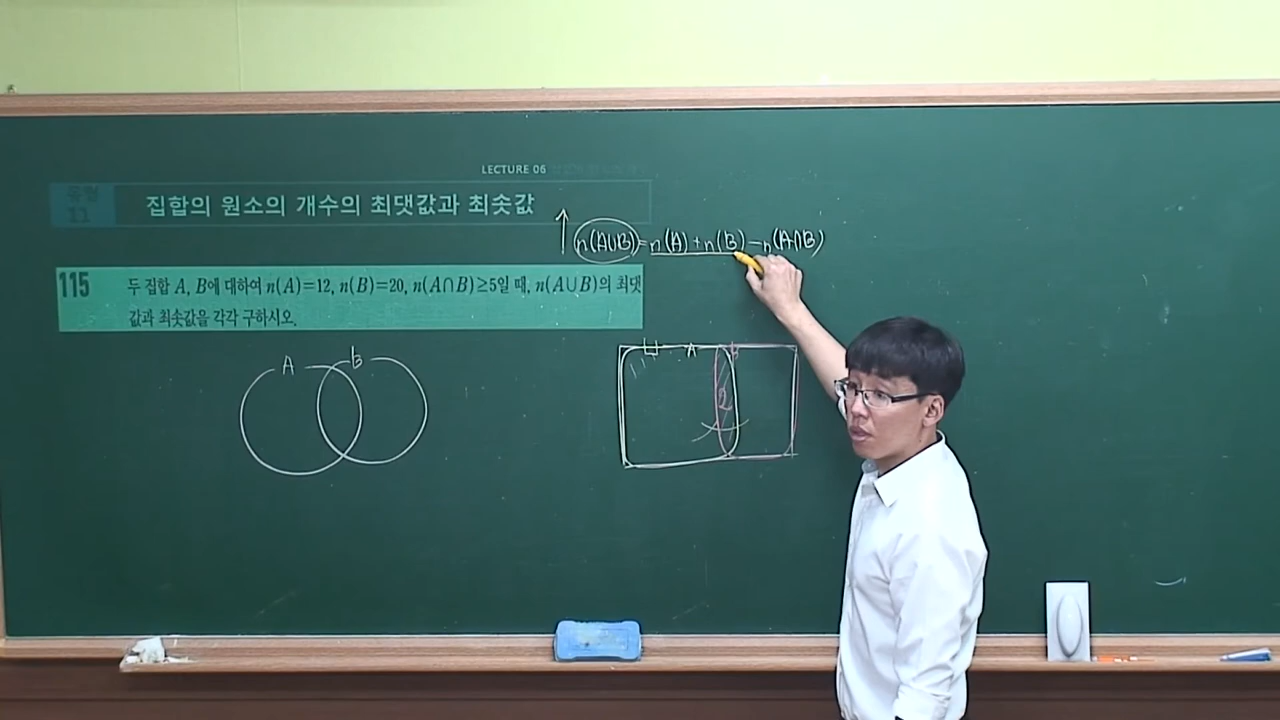 LECTURE 06
유형
11
집합의 원소의 개수의 최댓값과 최솟값
n(A∪B)=n(A)+n(B)-n(A∩B)
115
두 집합 A, B에 대하여 n(A)=12, n(B)=20, n(A∩B)≥5일 때, n(A∪B)의 최댓
값과 최솟값을 각각 구하시오.
A B
U A B
2